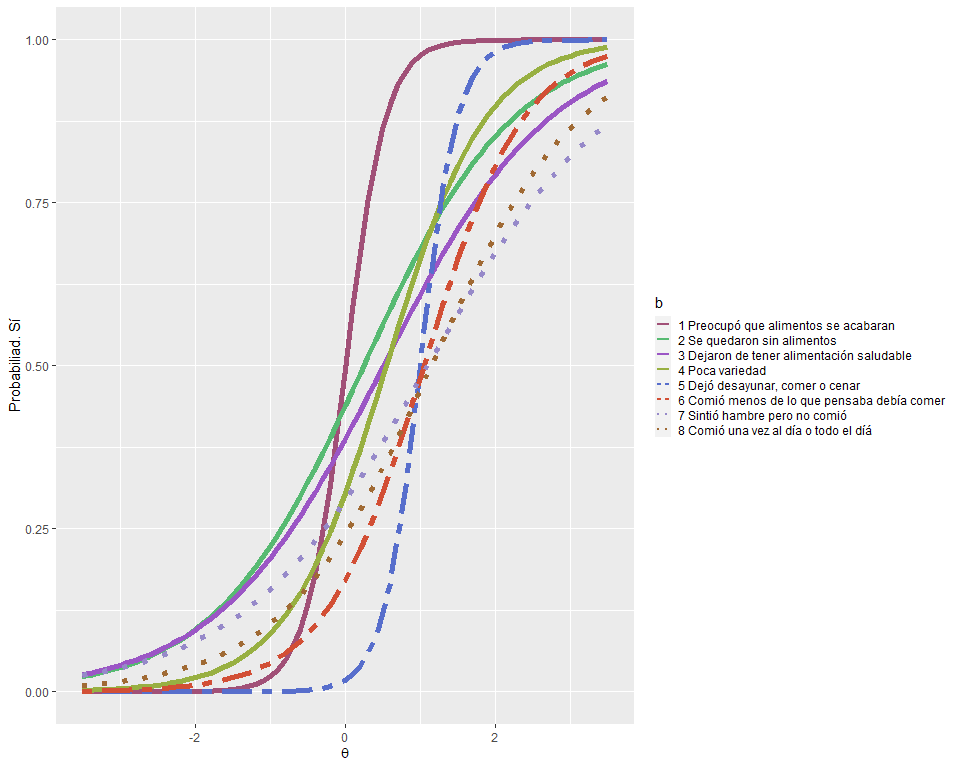 1.00
0.75
0.50
0.25
0.00
Probabiliad: Sí
-2
0
2
θ
b
1 Preocupó que alimentos se acabaran
2 Se quedaron sin alimentos
3 Dejaron de tener alimentación saludable
4 Poca variedad
5 Dejó desayunar, comer o cenar
6 Comió menos de lo que pensaba debía comer
7 Sintió hambre pero no comió
8 Comió una vez al día o todo el díá